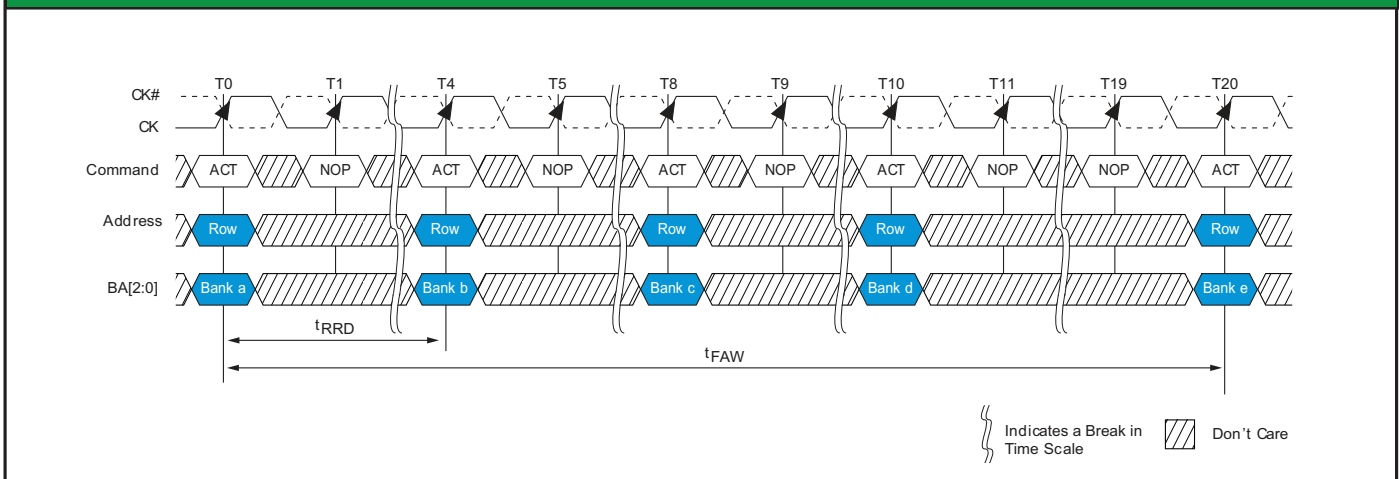 T0 T1 T4 T5 T8 T9 T10 T11 T19 T20
CK#
CK
Command ACT NOP ACT NOP ACT NOP ACT NOP NOP ACT
Address Row Row Row Row Row
BA[2:0] Bank a Bank b Bank c Bank d Bank e
tRRD
tFAW
Indicates a Break in
Time Scale
Don't Care